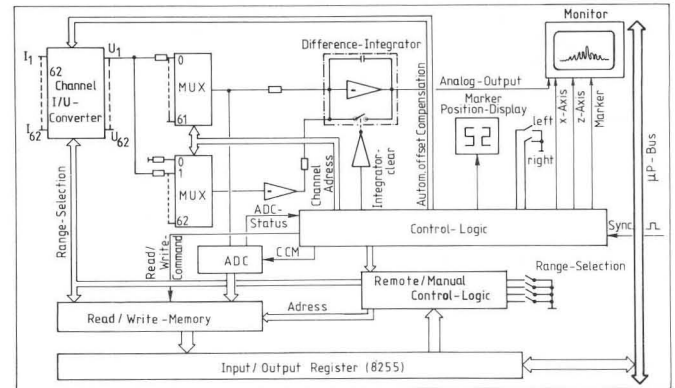 Monitor
Difference-Integrator
I1
U1
62
Channel
I/U-
Converter
I62
U62
0
MUX
61
0
1
MUX
62
Analog-Output
Marker
Position-Display
52
left
right
x-Axis
z-Axis
Marker
µP-Bus
Autom. offset Compensation
Integrator-
clear
Channel
Adress
Range-Selection
Read/
Write-
Command
ADC-
Status
Control-Logic
Sync.
CCM
ADC
Remote/Manual
Control-Logic
Range-Selection
Adress
Read/Write-Memory
Input/Output Register (8255)